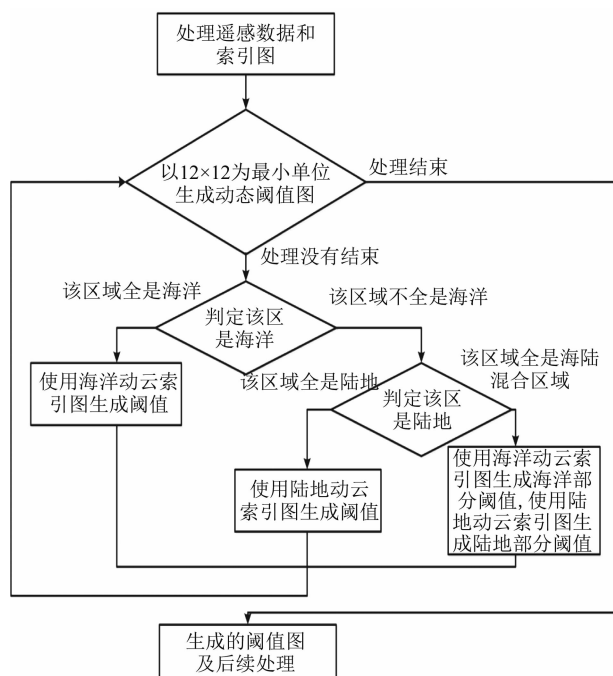 处理遥感数据和
索引图
以12×12为最小单位
生成动态阈值图
处理结束
处理没有结束
该区域全是海洋
该区域不全是海洋
判定该区
是海洋
使用海洋动云索
引图生成阈值
该区域全是陆地
该区域全是海陆
混合区域
判定该区
是陆地
使用陆地动云
索引图生成阈值
使用海洋动云索
引图生成海洋部
分阈值,使用陆
地动云索引图生
成陆地部分阈值
生成的阈值图
及后续处理